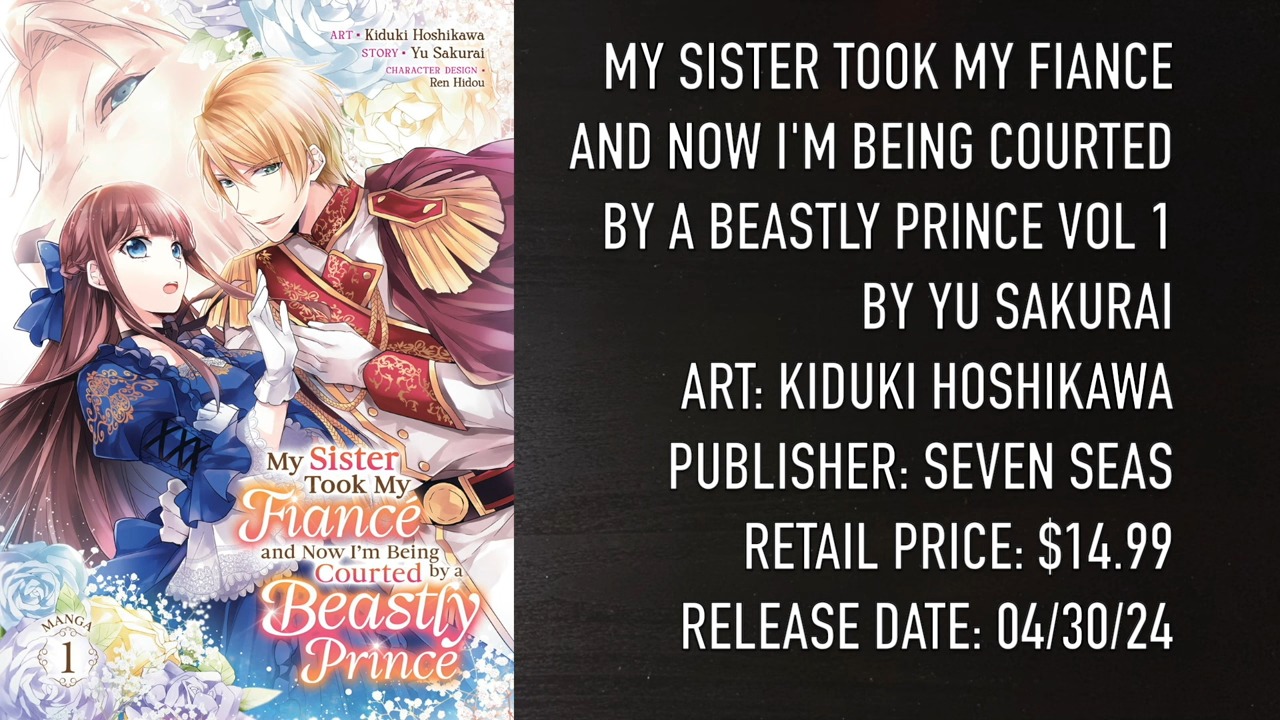 ART • Kiduki Hoshikawa
STORY • Yu Sakurai
CHARACTER DESIGN •
Ren Hidou
My Sister
Took My
Fiancé
and Now I'm Being
Courted by a
Beastly
Prince
MANGA
1
MY SISTER TOOK MY FIANCE
AND NOW I'M BEING COURTED
BY A BEASTLY PRINCE VOL 1
BY YU SAKURAI
ART: KIDUKI HOSHIKAWA
PUBLISHER: SEVEN SEAS
RETAIL PRICE: $14.99
RELEASE DATE: 04/30/24